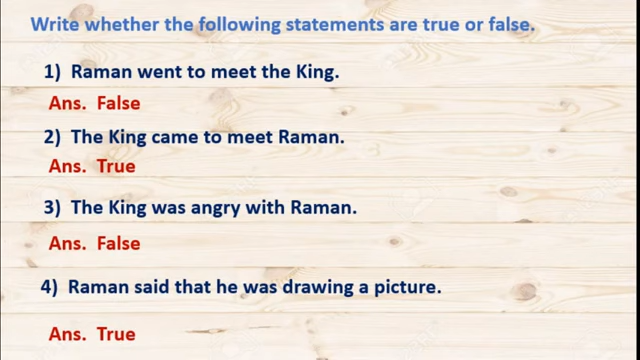 Write whether the following statements are true or false.
1) Raman went to meet the King.
Ans. False
2) The King came to meet Raman.
Ans. True
3) The King was angry with Raman.
Ans. False
4) Raman said that he was drawing a picture.
Ans. True